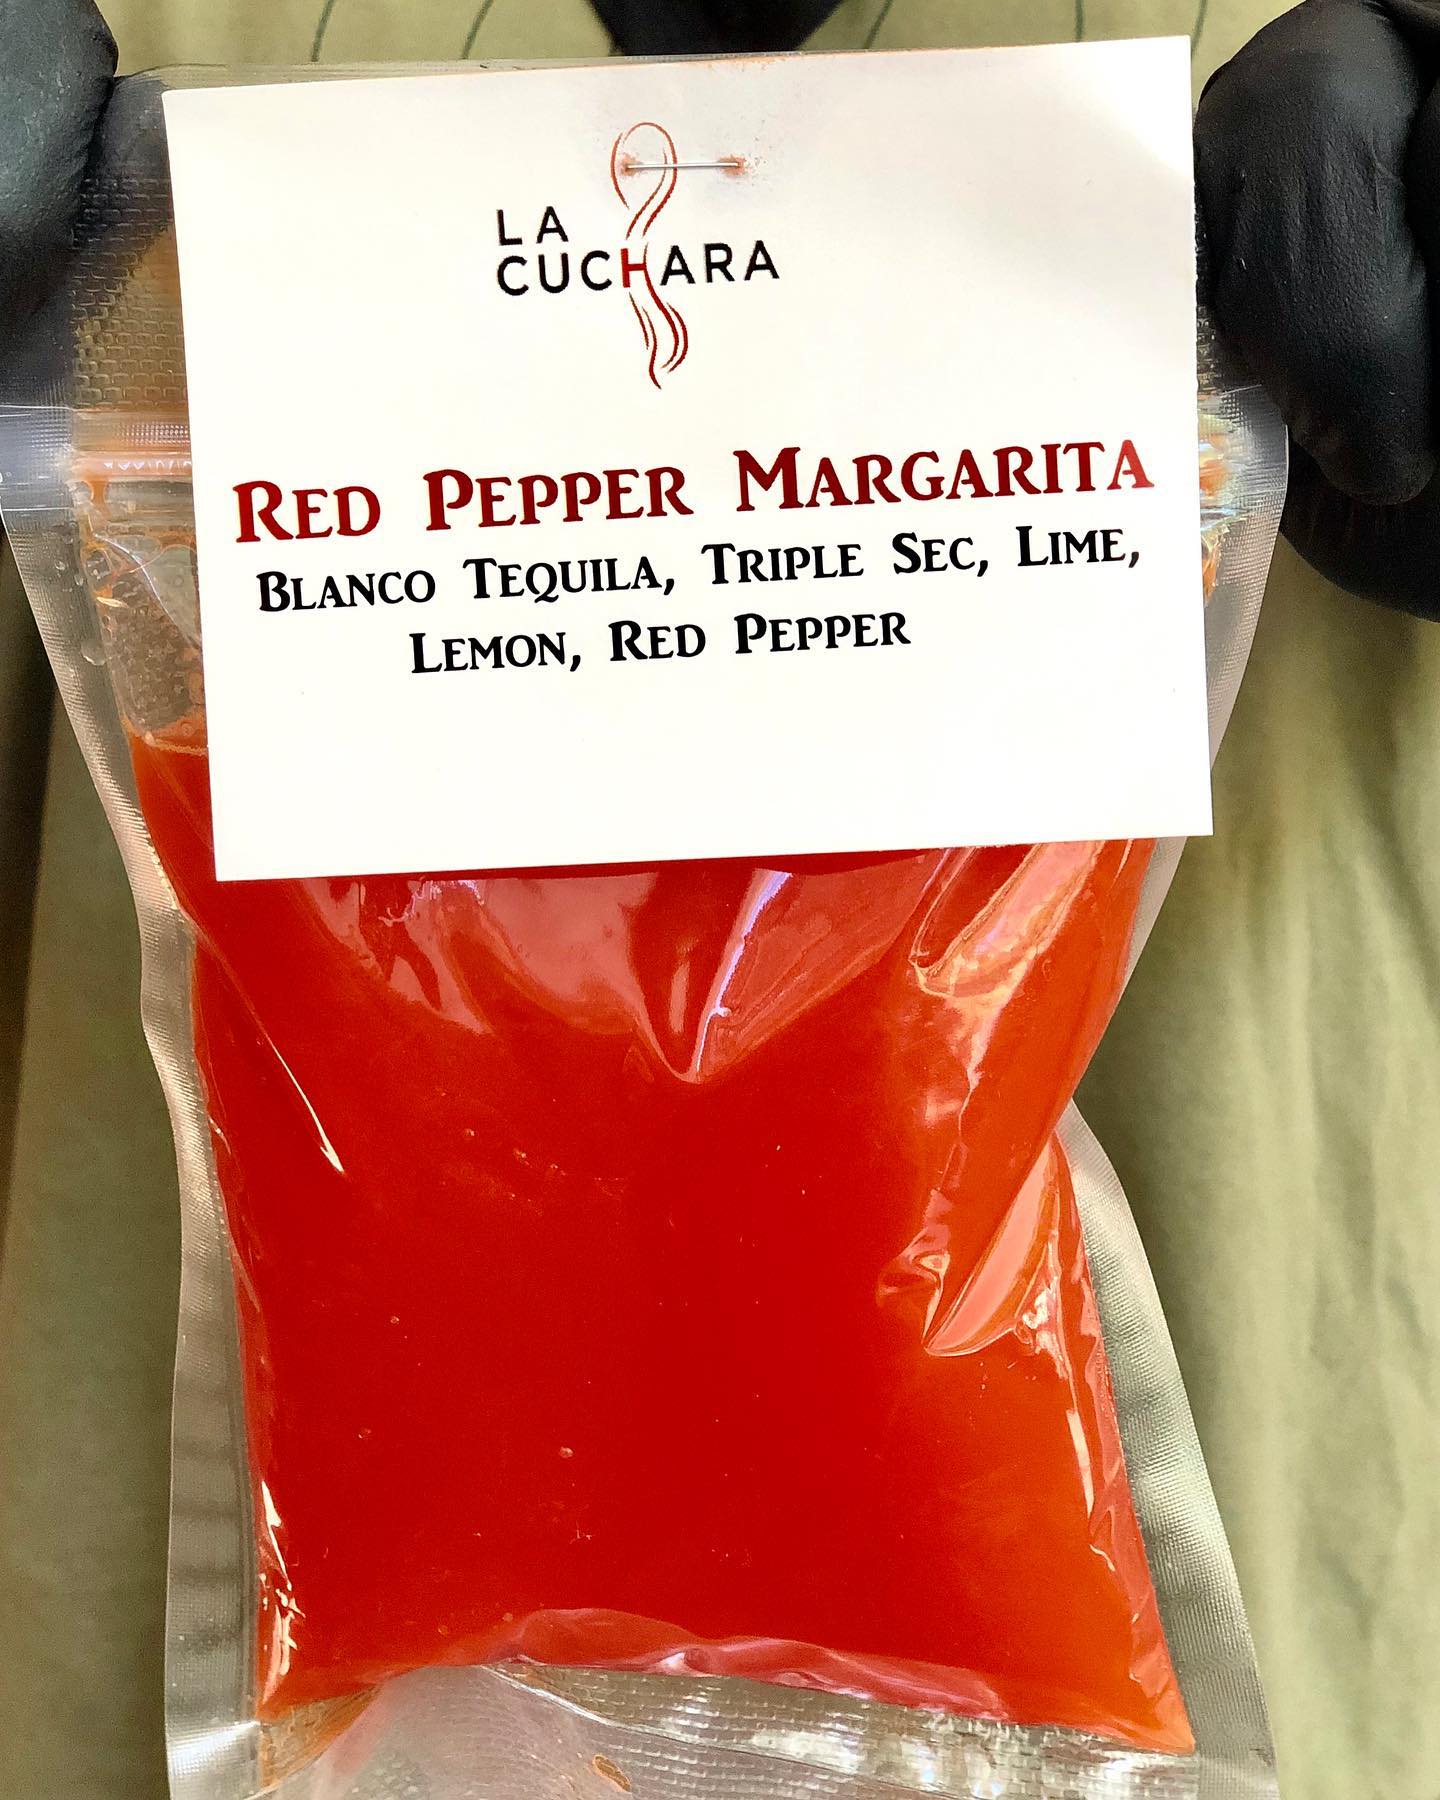 LA
CUCHARA
RED PEPPER MARGARITA
BLANCO TEQUILA, TRIPLE SEC, LIME,
LEMON, RED PEPPER